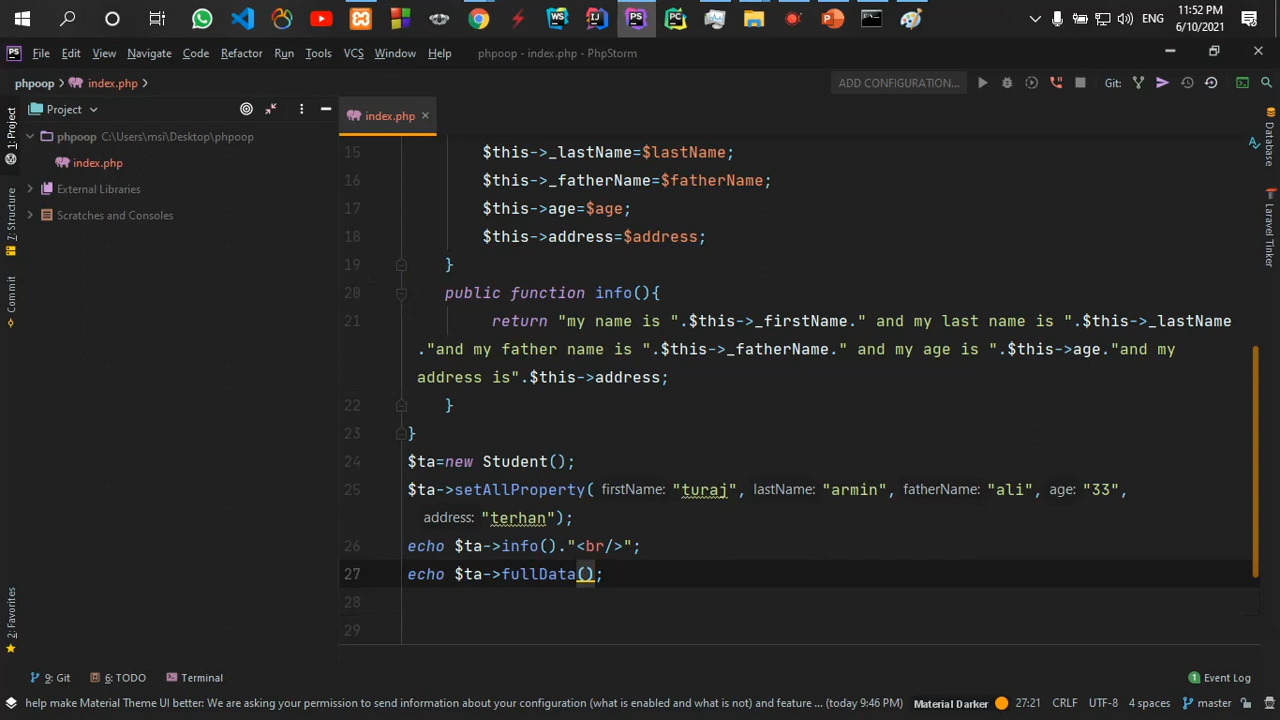 ENG
11:52 PM
6/10/2021
PS File Edit View Navigate Code Refactor Run Tools VCS Window Help phpoop - index.php - PhpStorm
phpoop index.php ADD CONFIGURATION... Git:
Project
index.php
phpoop C:\Users\msi\Desktop\phpoop
index.php
External Libraries
Scratches and Consoles
1: Project
7: Structure
Commit
2: Favorites
Database
Laravel Tinker
15 $this->_lastName=$lastName;
16 $this->_fatherName=$fatherName;
17 $this->age=$age;
18 $this->address=$address;
19 }
20 public function info(){
21 return "my name is ".$this->_firstName." and my last name is ".$this->_lastName
."and my father name is ".$this->_fatherName." and my age is ".$this->age."and my
address is".$this->address;
22 }
23 }
24 $ta=new Student();
25 $ta->setAllProperty( firstName: "turaj", lastName: "armin", fatherName: "ali", age: "33",
address: "terhan");
26 echo $ta->info()."<br/>";
27 echo $ta->fullData();
28
29
9: Git 6: TODO Terminal 1 Event Log
help make Material Theme UI better: We are asking your permission to send information about your configuration (what is enabled and what is not) and feature ... (today 9:46 PM) Material Darker 27:21 CRLF UTF-8 4 spaces master